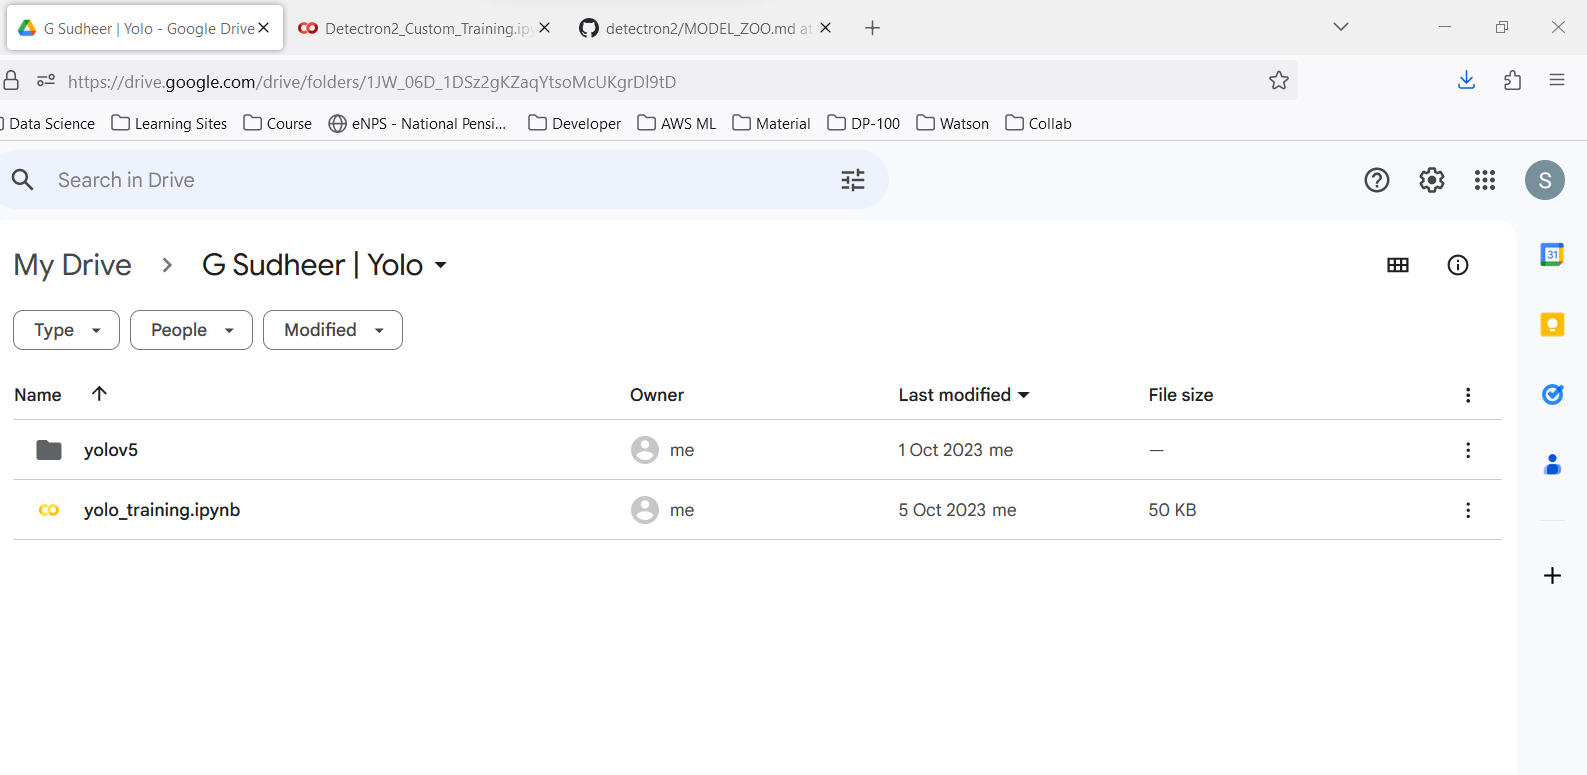 G Sudheer | Yolo - Google Drive Detectron2_Custom_Training.ipy detectron2/MODEL_ZOO.md at
https://drive.google.com/drive/folders/1JW_06D_1DSz2gKZaqYtsoMcUKgrDl9tD
Data Science Learning Sites Course eNPS - National Pensi... Developer AWS ML Material DP-100 Watson Collab
Search in Drive
S
My Drive > G Sudheer | Yolo
31
Type People Modified
Name Owner Last modified File size
yolov5 me 1 Oct 2023 me —
yolo_training.ipynb me 5 Oct 2023 me 50 KB